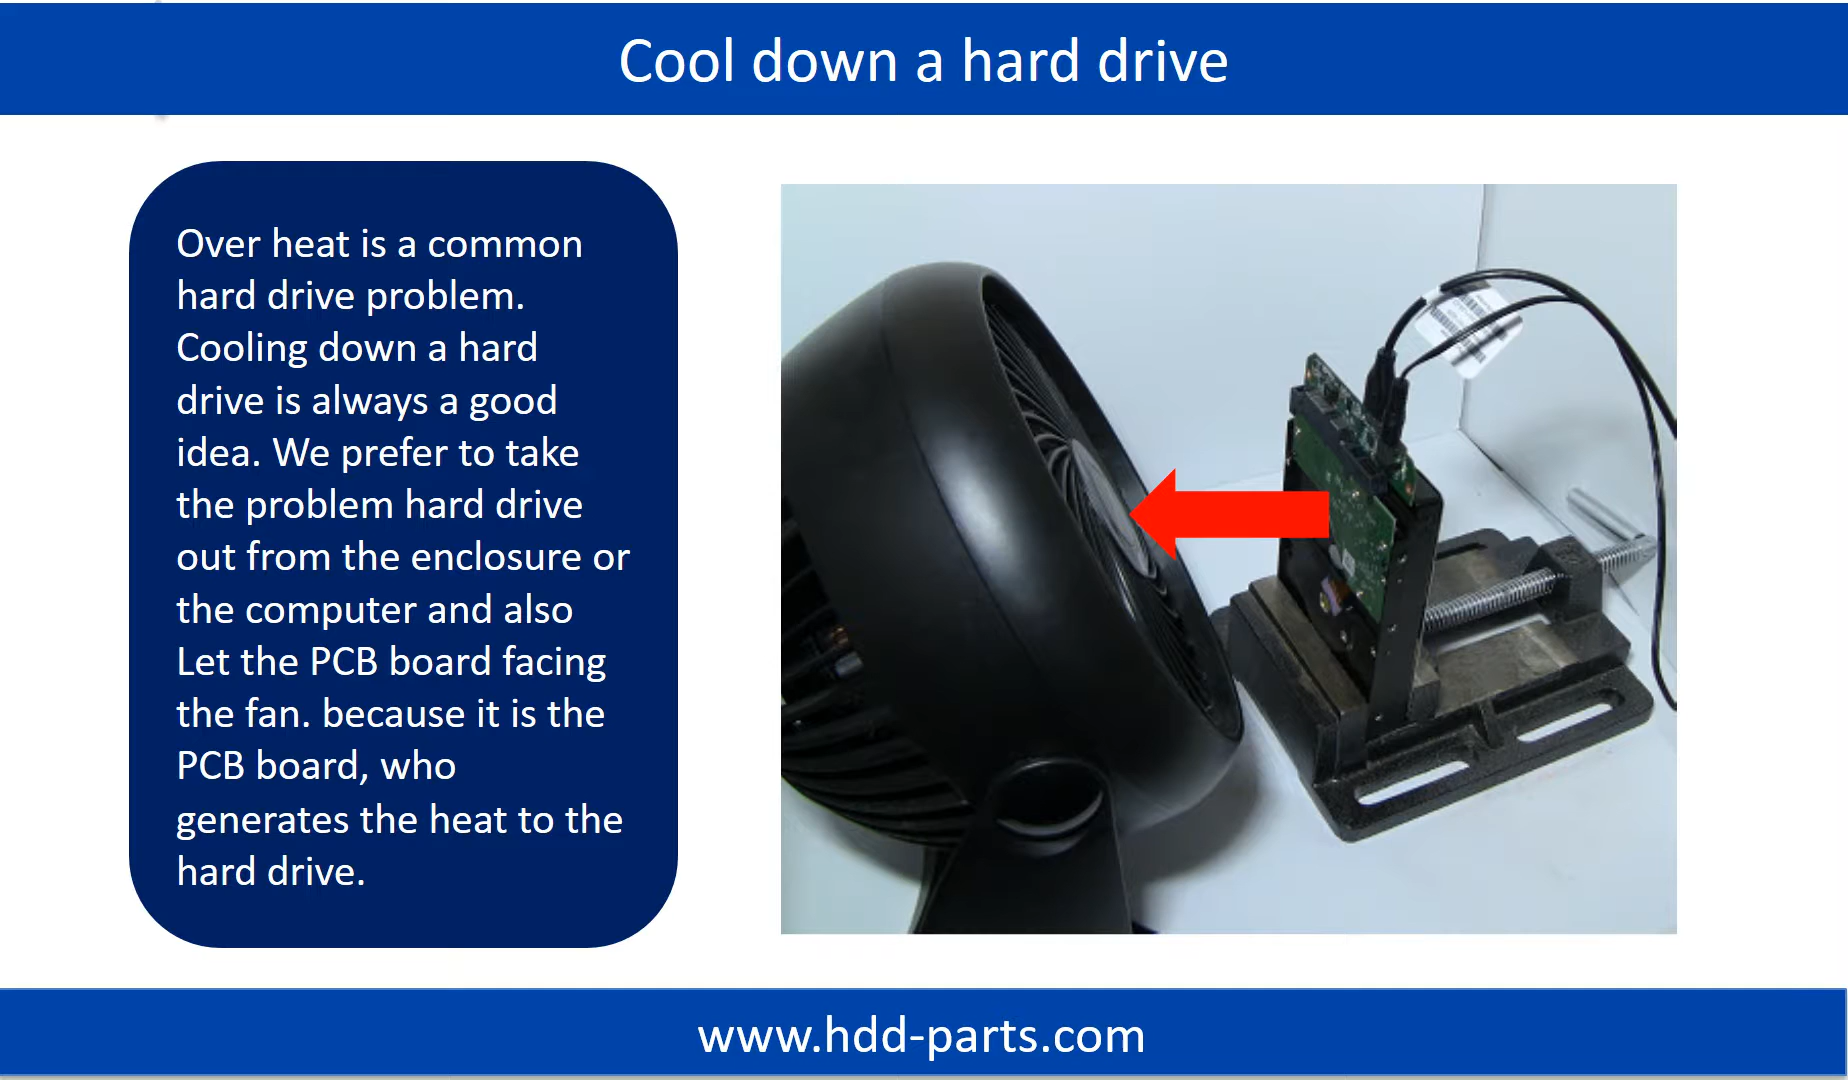 Cool down a hard drive
Over heat is a common
hard drive problem.
Cooling down a hard
drive is always a good
idea. We prefer to take
the problem hard drive
out from the enclosure or
the computer and also
Let the PCB board facing
the fan. because it is the
PCB board, who
generates the heat to the
hard drive.
www.hdd-parts.com